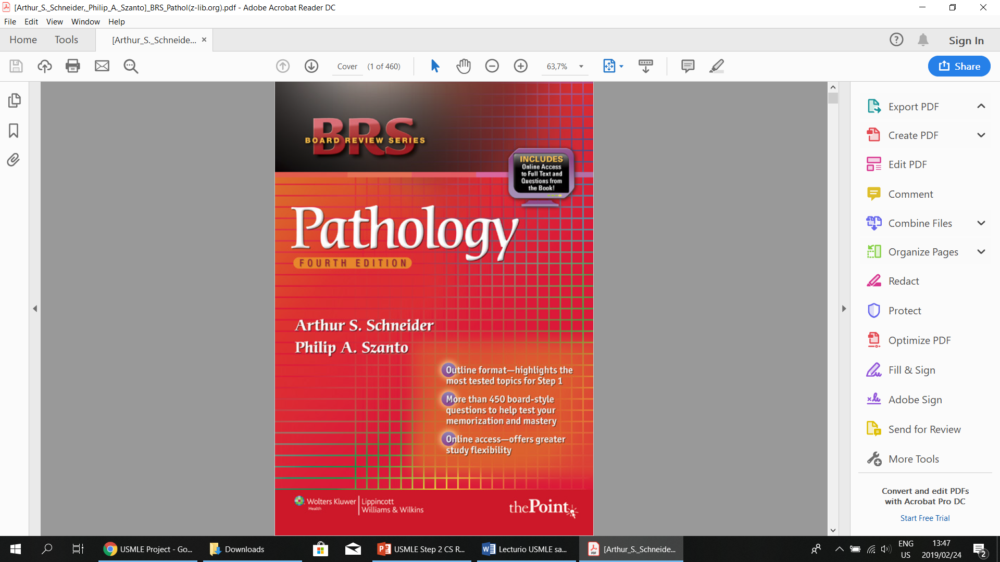 [Arthur_S._Schneider,_Philip_A._Szanto]_BRS_Pathol(z-lib.org).pdf - Adobe Acrobat Reader DC
File Edit View Window Help
Home Tools [Arthur_S._Schneide... × Sign In
Cover (1 of 460) 63,7% Share
BRS
BOARD REVIEW SERIES
INCLUDES
Online Access
to Full Text and
Questions from
the Book!
Pathology
FOURTH EDITION
Arthur S. Schneider
Philip A. Szanto
Outline format—highlights the
most tested topics for Step 1
More than 450 board-style
questions to help test your
memorization and mastery
Online access—offers greater
study flexibility
Wolters Kluwer
Health
Lippincott
Williams & Wilkins
thePoint
Export PDF
Create PDF
Edit PDF
Comment
Combine Files
Organize Pages
Redact
Protect
Optimize PDF
Fill & Sign
Adobe Sign
Send for Review
More Tools
Convert and edit PDFs
with Acrobat Pro DC
Start Free Trial
USMLE Project - Go... Downloads USMLE Step 2 CS R... Lecturio USMLE sa... [Arthur_S._Schneide...
ENG
US
13:47
2019/02/24
2